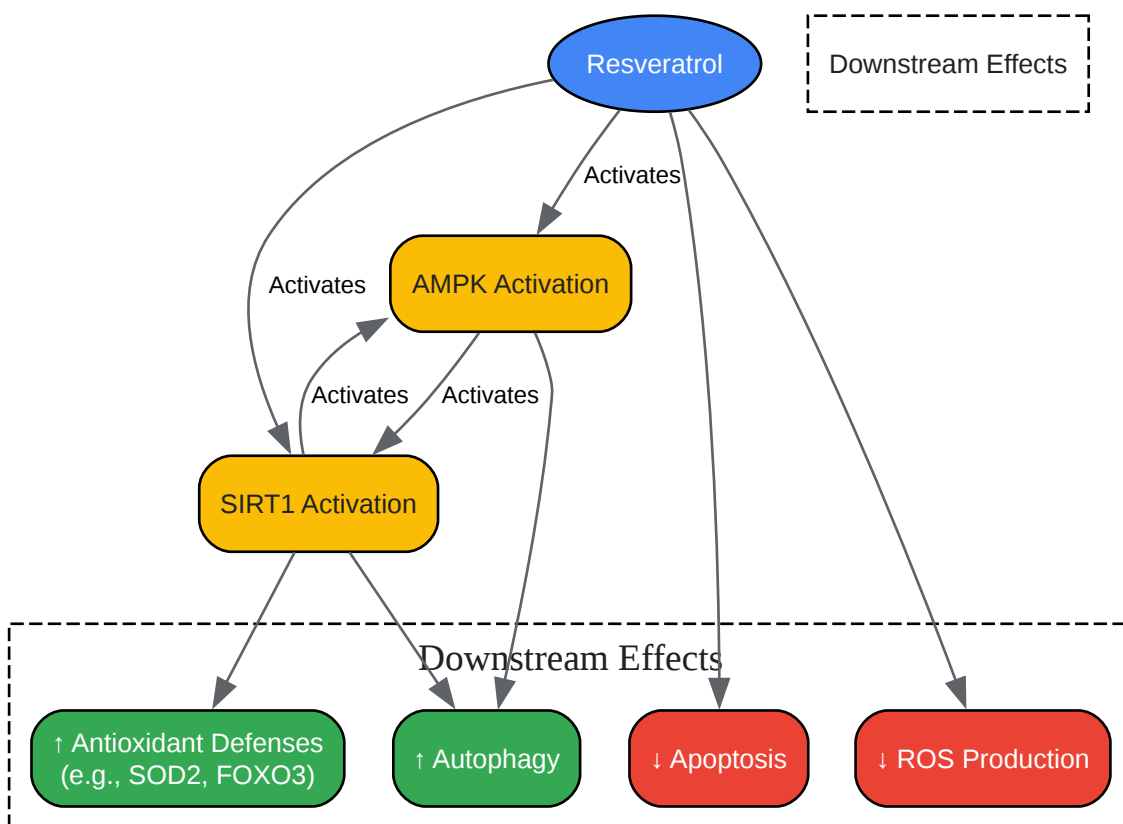 Resveratrol
Downstream Effects
Activates
AMPK Activation
Activates
Activates
Activates
SIRT1 Activation
Downstream Effects
↑ Antioxidant Defenses
(e.g., SOD2, FOXO3)
↑ Autophagy
↓ Apoptosis
↓ ROS Production